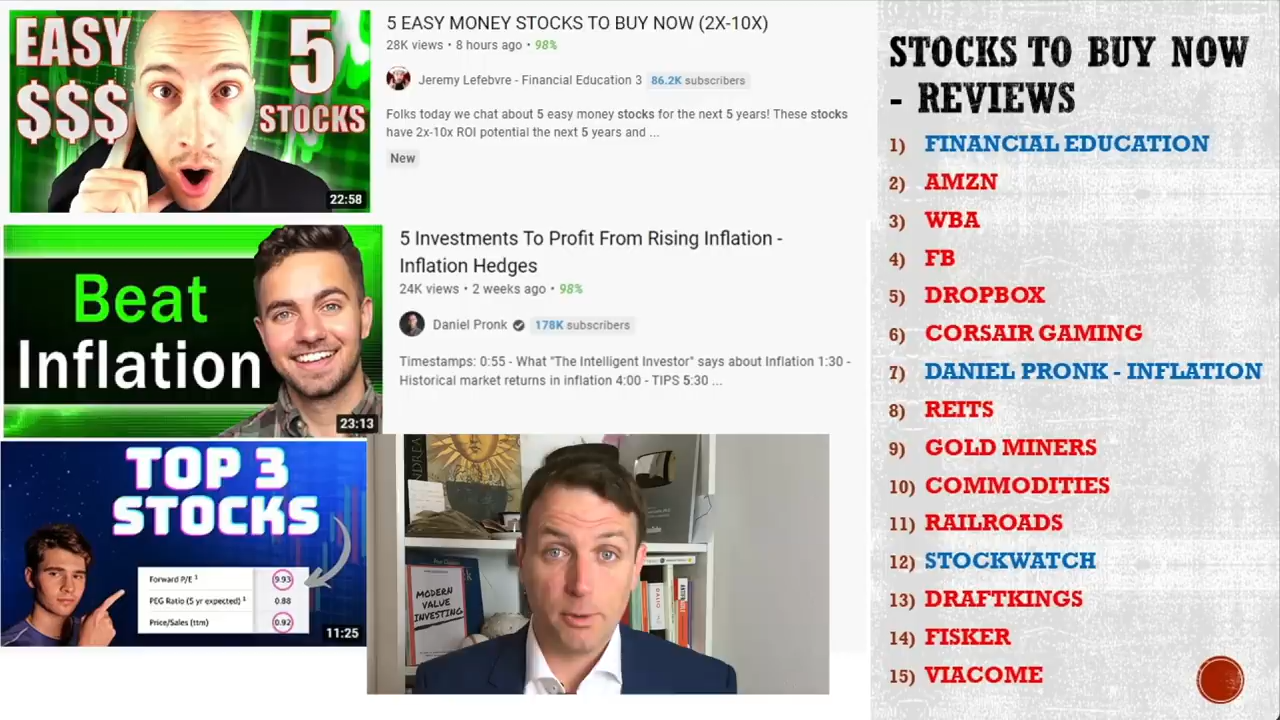 EASY
$$$
5
STOCKS
22:58
5 EASY MONEY STOCKS TO BUY NOW (2X-10X)
28K views • 8 hours ago • 98%
Jeremy Lefebvre - Financial Education 3 86.2K subscribers
Folks today we chat about 5 easy money stocks for the next 5 years! These stocks
have 2x-10x ROI potential the next 5 years and ...
New
Beat
Inflation
23:13
5 Investments To Profit From Rising Inflation -
Inflation Hedges
24K views • 2 weeks ago • 98%
Daniel Pronk 178K subscribers
Timestamps: 0:55 - What "The Intelligent Investor" says about Inflation 1:30 -
Historical market returns in inflation 4:00 - TIPS 5:30 ...
TOP 3
STOCKS
Forward P/E 1 9.93
PEG Ratio (5 yr expected) 1 0.88
Price/Sales (ttm) 0.92
11:25
MODERN
VALUE
INVESTING
STOCKS TO BUY NOW
- REVIEWS
1) FINANCIAL EDUCATION
2) AMZN
3) WBA
4) FB
5) DROPBOX
6) CORSAIR GAMING
7) DANIEL PRONK - INFLATION
8) REITS
9) GOLD MINERS
10) COMMODITIES
11) RAILROADS
12) STOCKWATCH
13) DRAFTKINGS
14) FISKER
15) VIACOME